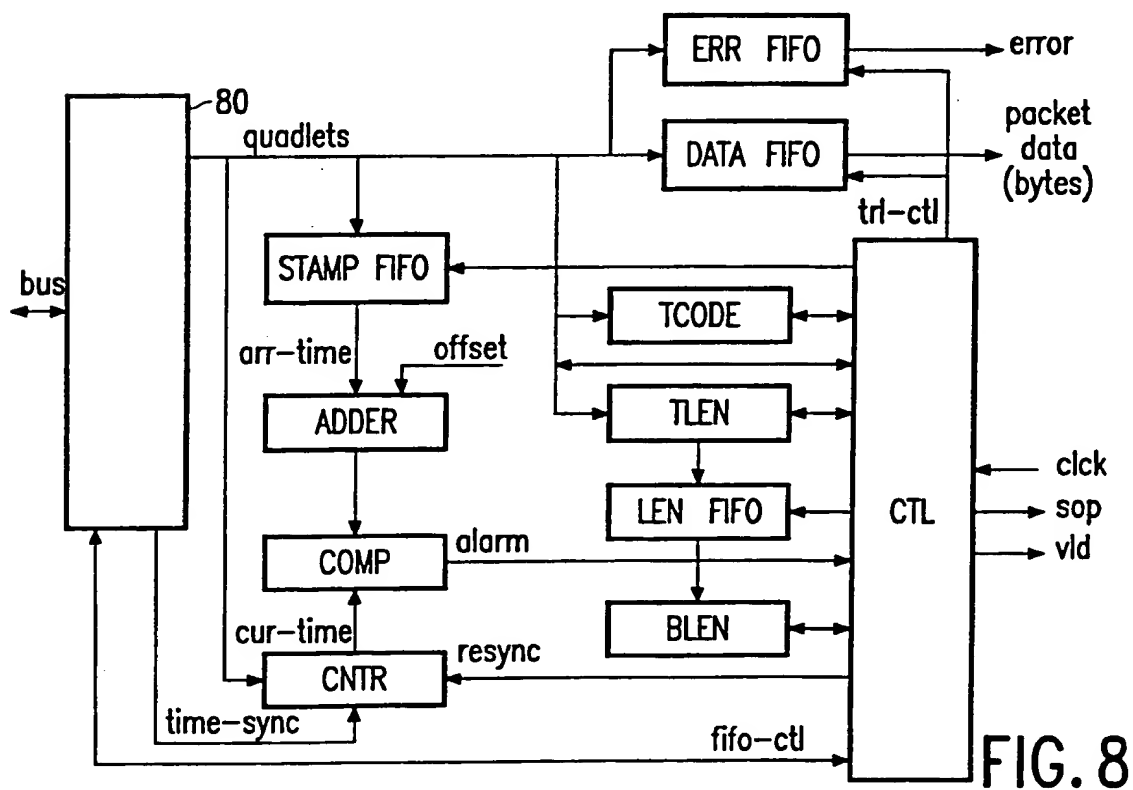 ERR FIFO
error
80
quadlets
DATA FIFO
packet
data
(bytes)
trl-ctl
STAMP FIFO
bus
TCODE
arr-time
offset
ADDER
TLEN
clck
LEN FIFO
CTL
sop
alarm
vld
COMP
BLEN
cur-time
resync
CNTR
time-sync
fifo-ctl
FIG. 8